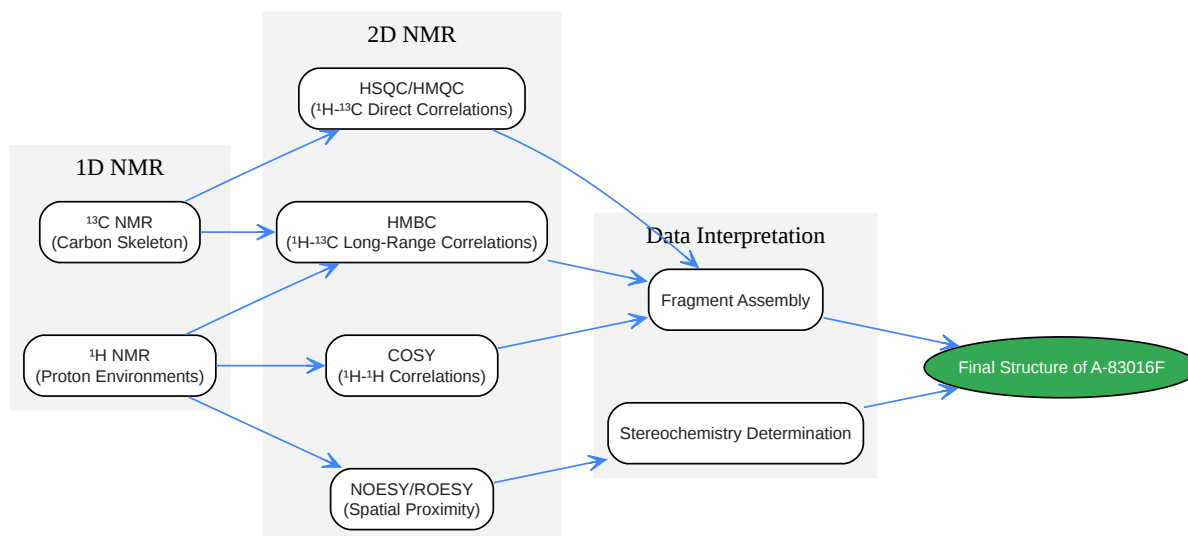 2D NMR
HSQC/HMQC
(¹H-¹³C Direct Correlations)
1D NMR
¹³C NMR
(Carbon Skeleton)
HMBC
(¹H-¹³C Long-Range Correlations)
Data Interpretation
Fragment Assembly
¹H NMR
(Proton Environments)
COSY
(¹H-¹H Correlations)
Final Structure of A-83016F
Stereochemistry Determination
NOESY/ROESY
(Spatial Proximity)